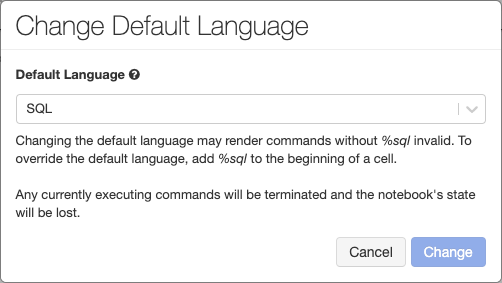 Change Default Language
Default Language
SQL
Changing the default language may render commands without %sql invalid. To
override the default language, add %sql to the beginning of a cell.
Any currently executing commands will be terminated and the notebook's state
will be lost.
Cancel
Change